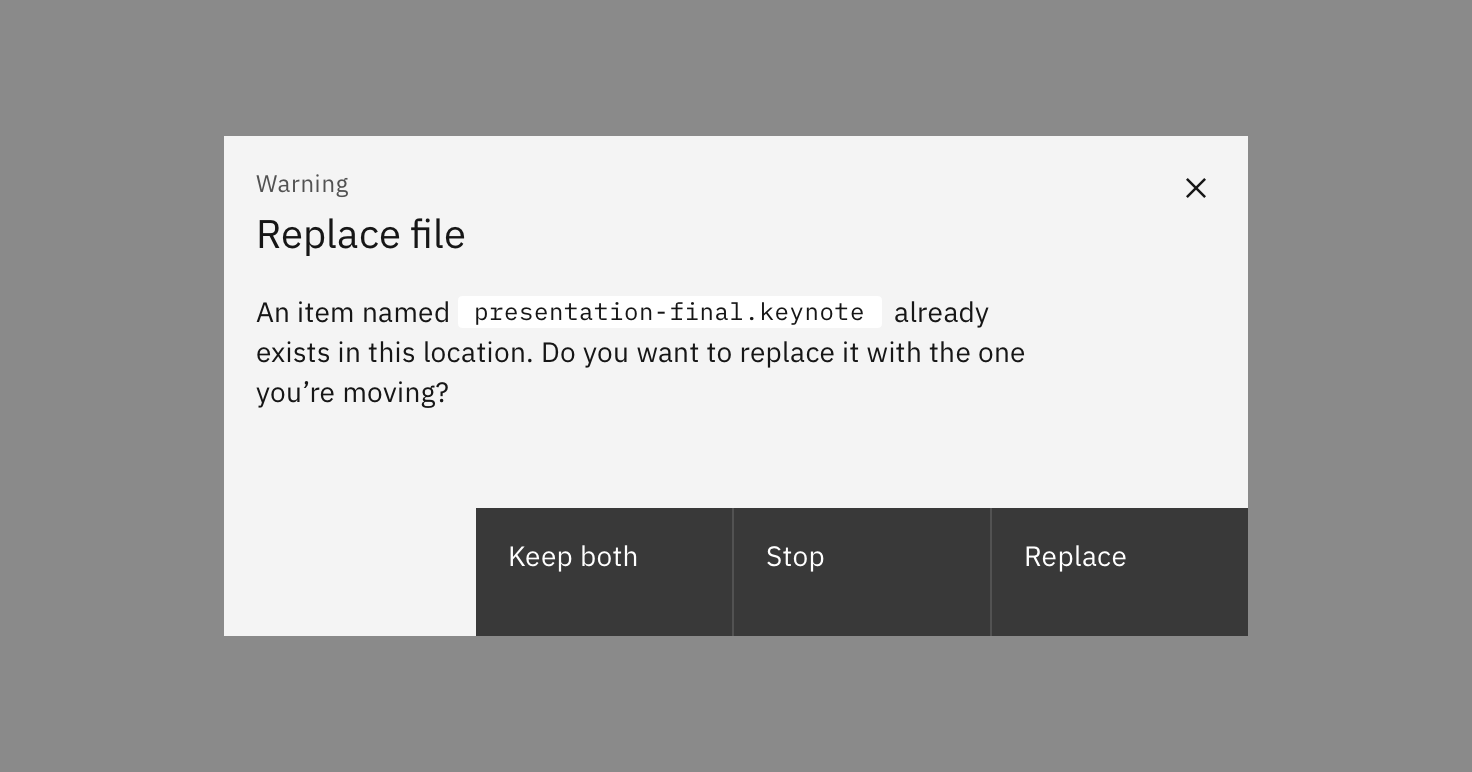 Warning
Replace file
An item named presentation-final.keynote already
exists in this location. Do you want to replace it with the one
you’re moving?
Keep both
Stop
Replace